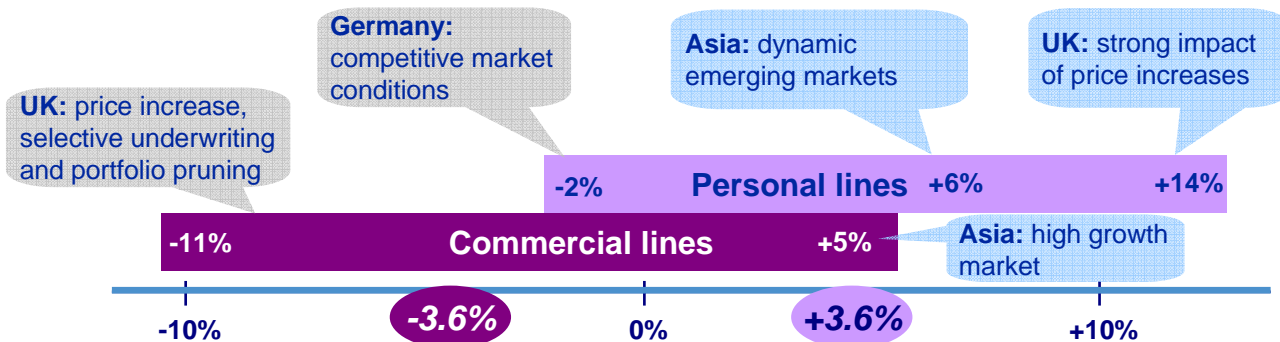 Germany:
competitive market
conditions
Asia: dynamic
emerging markets
UK: strong impact
of price increases
UK: price increase,
selective underwriting
and portfolio pruning
-2% Personal lines +6% +14%
-11% Commercial lines +5%
Asia: high growth
market
-10% -3.6% 0% +3.6% +10%